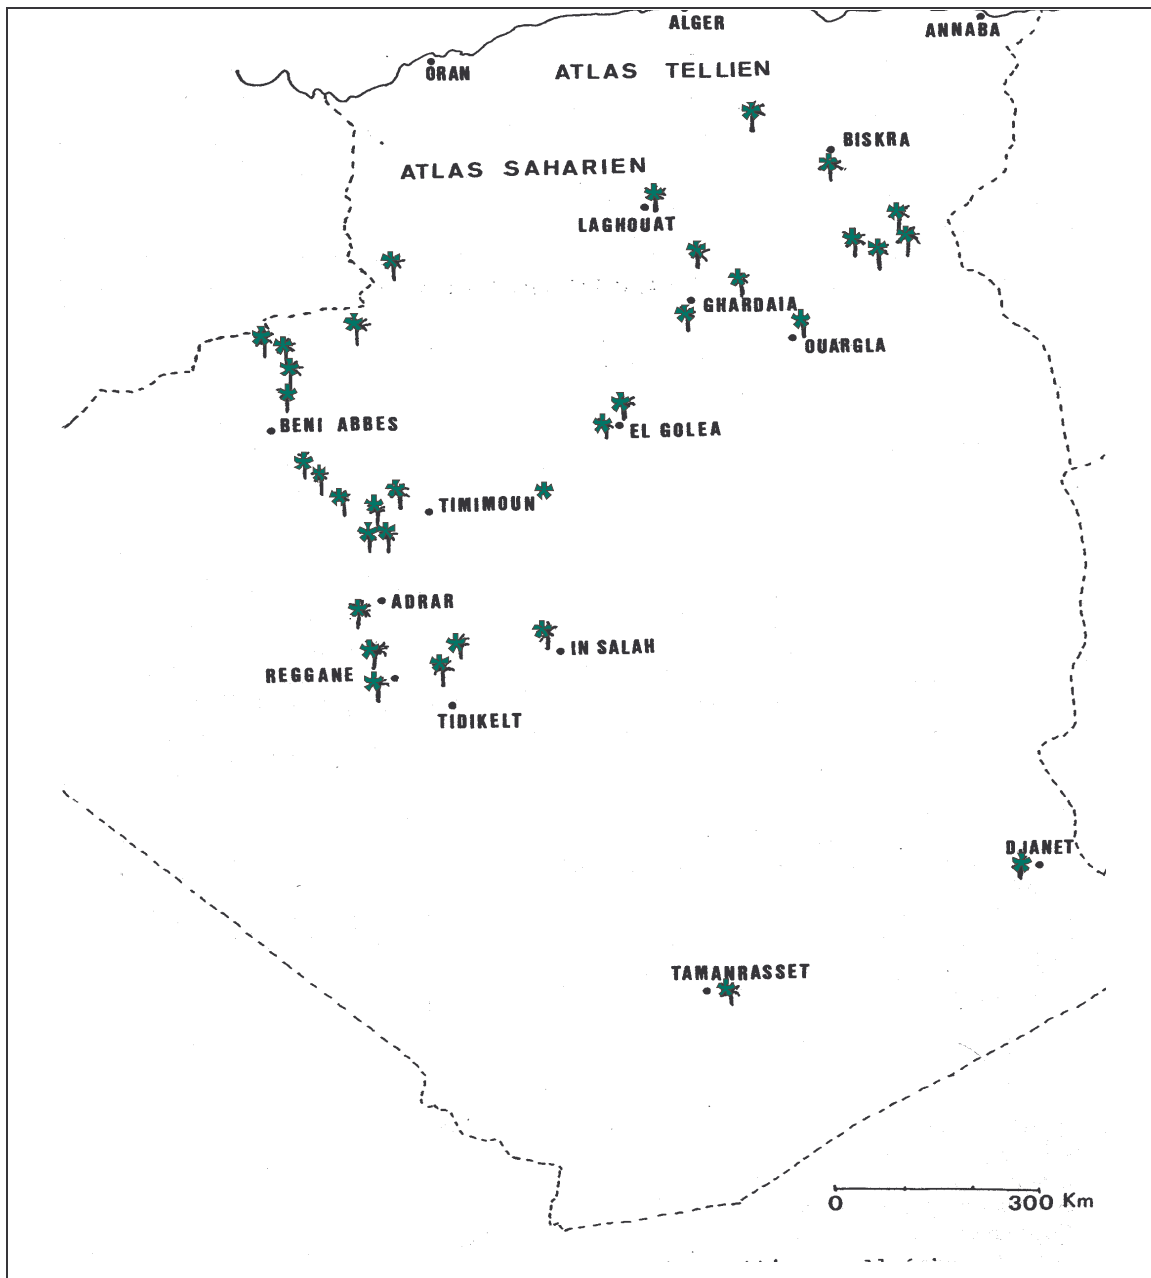 ALGER
ANNABA
ORAN
ATLAS TELLIEN
BISKRA
ATLAS SAHARIEN
LAGHOUAT
GHARDAIA
OUARGLA
BENI ABBES
EL GOLEA
TIMIMOUN
ADRAR
IN SALAH
REGGANE
TIDIKELT
DJANET
TAMANRASSET
0 300 Km